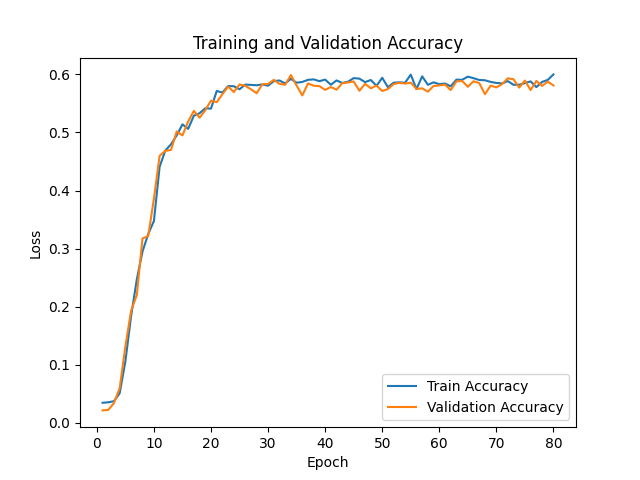 Training and Validation Accuracy
0.6
0.5
0.4
0.3
0.2
0.1
0.0
Loss
0 10 20 30 40 50 60 70 80
Epoch
Train Accuracy
Validation Accuracy